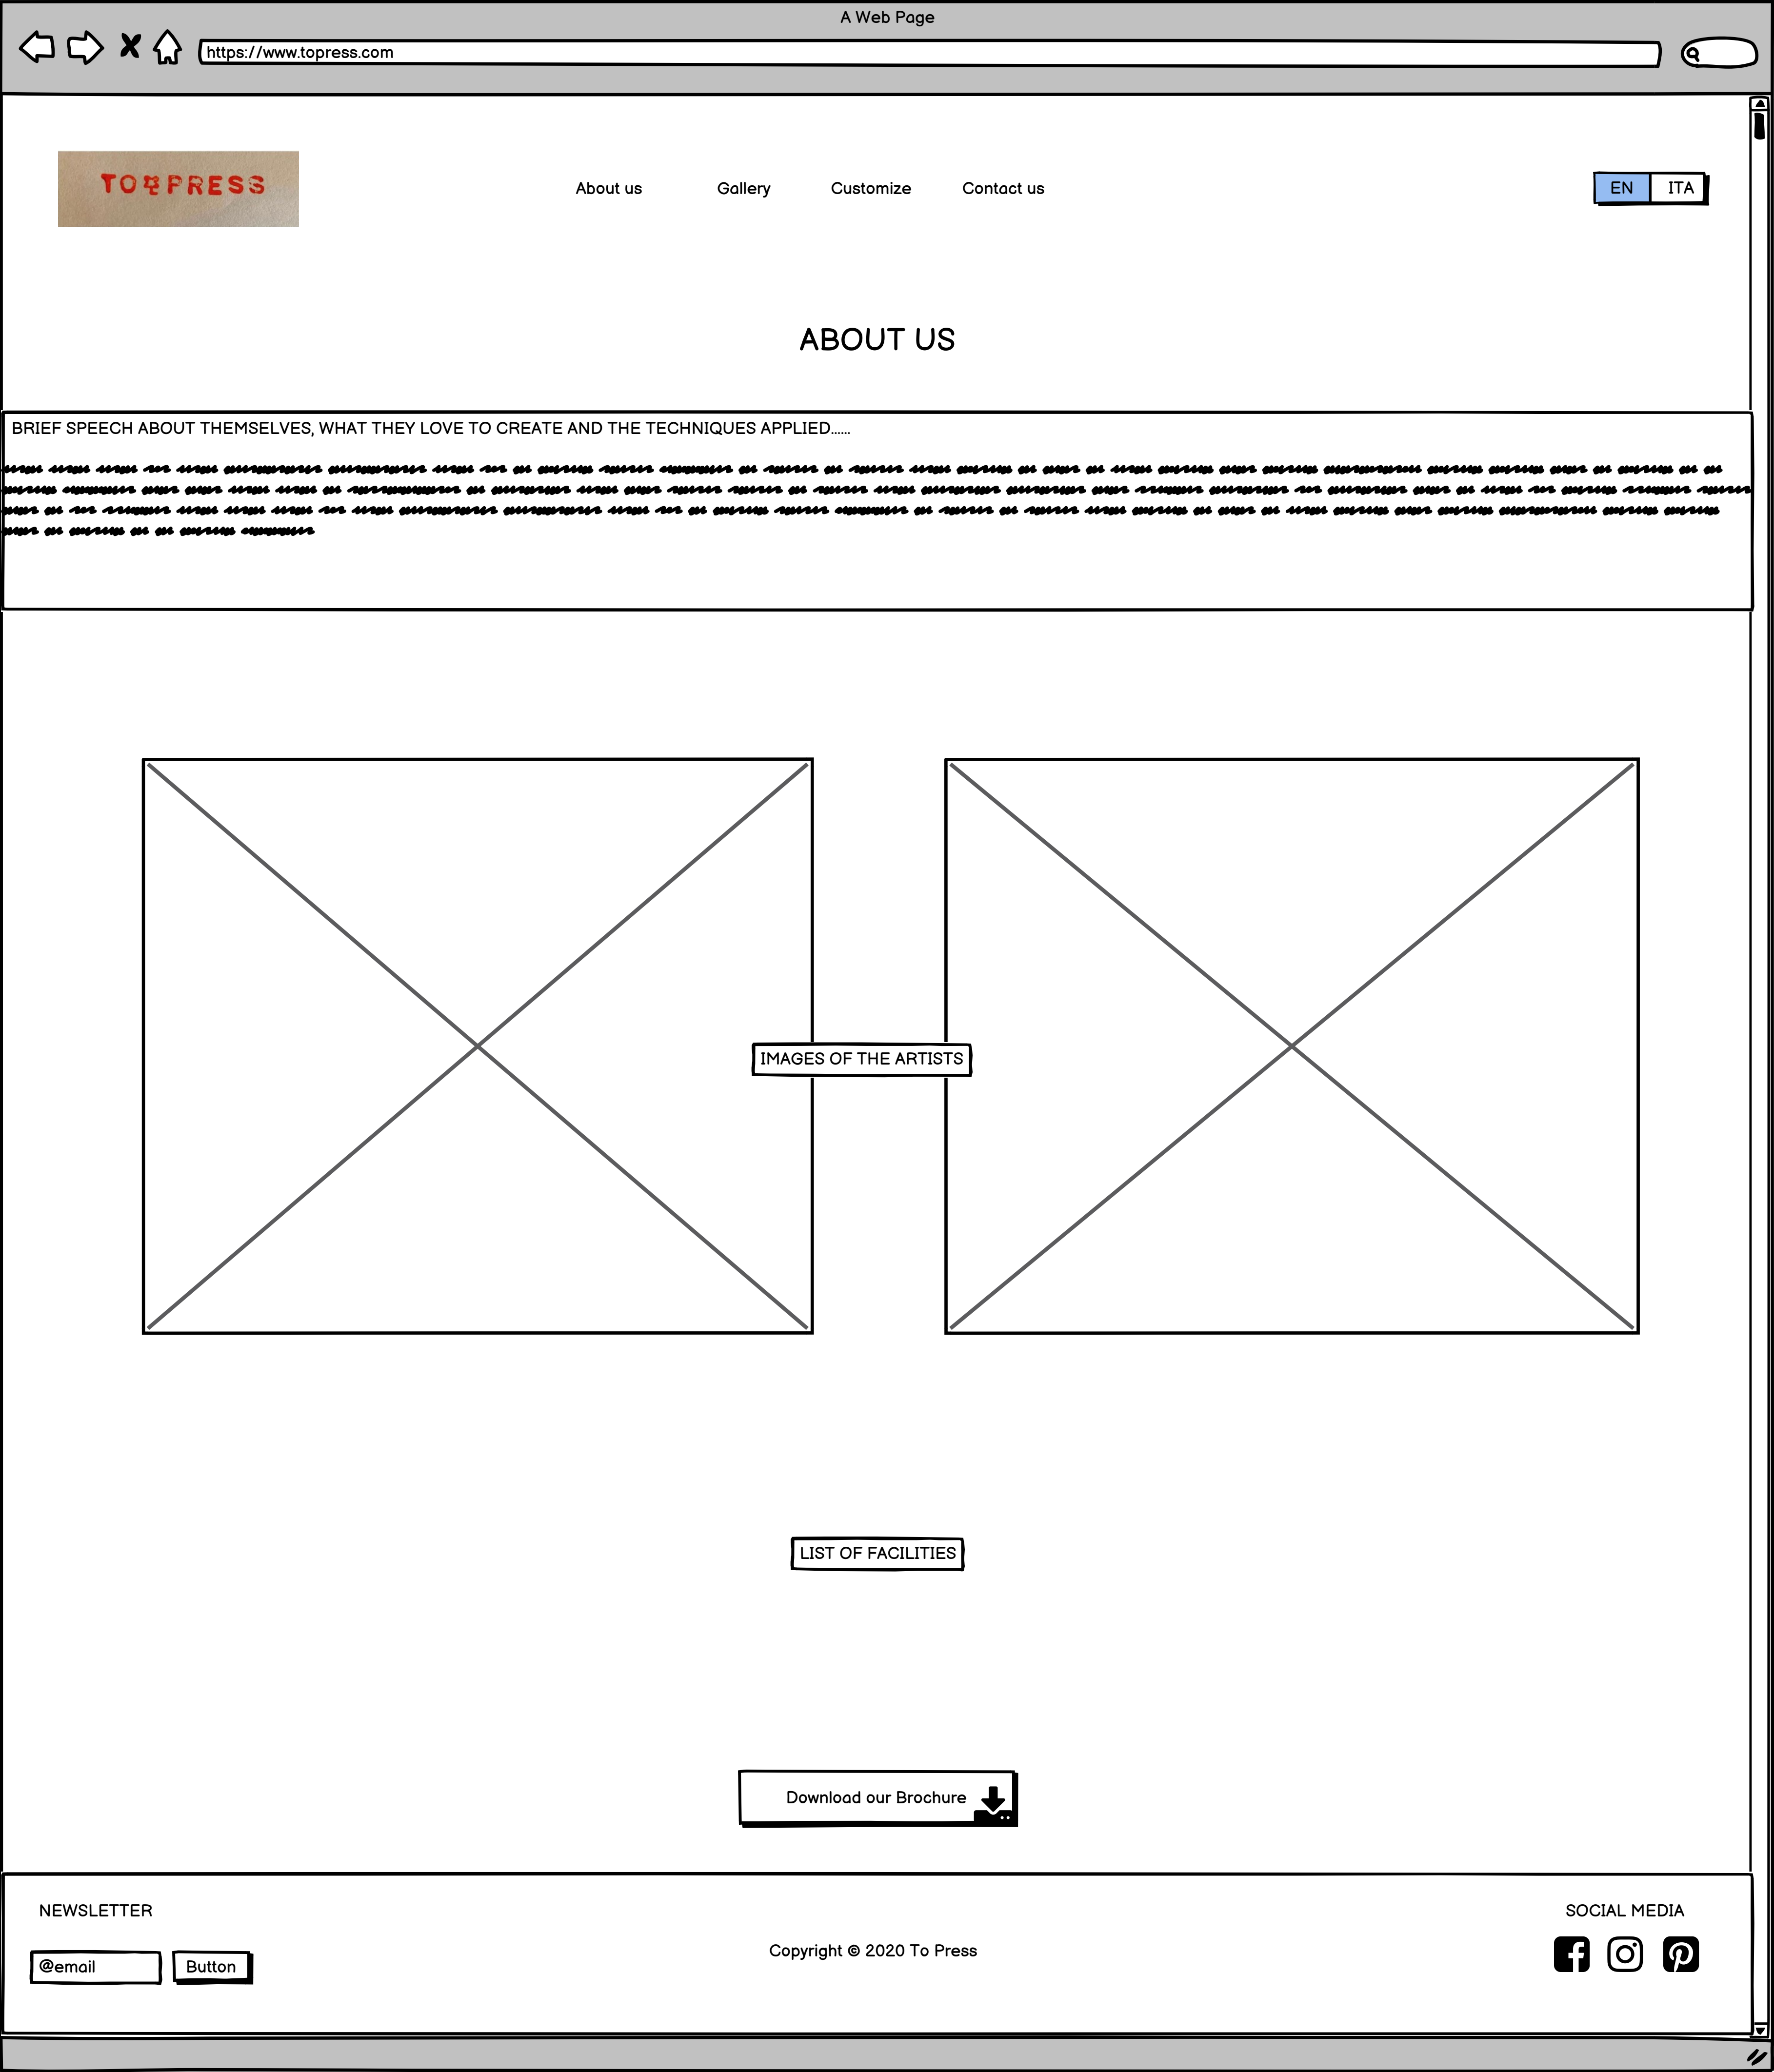 A Web Page
https://www.topress.com
TO PRESS
About us Gallery Customize Contact us EN ITA
ABOUT US
BRIEF SPEECH ABOUT THEMSELVES, WHAT THEY LOVE TO CREATE AND THE TECHNIQUES APPLIED......
IMAGES OF THE ARTISTS
LIST OF FACILITIES
Download our Brochure
NEWSLETTER
@email Button
Copyright © 2020 To Press
SOCIAL MEDIA